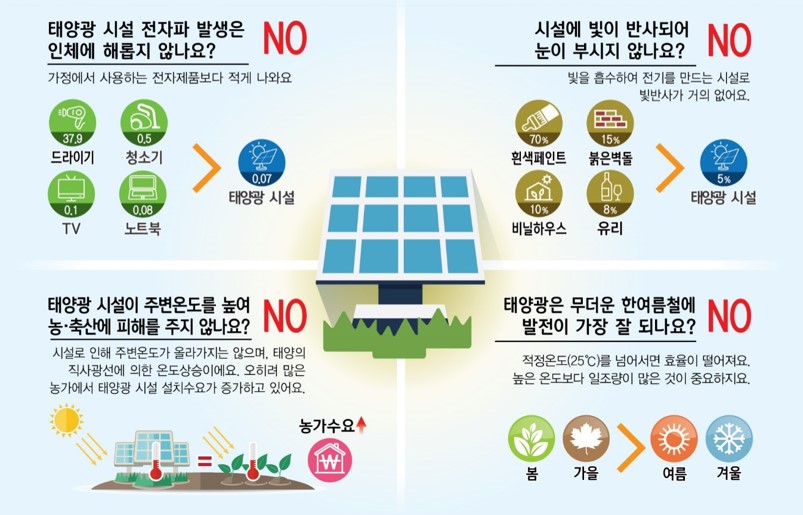 태양광 시설 전자파 발생은
인체에 해롭지 않나요?
NO
가정에서 사용하는 전자제품보다 적게 나와요
37.9
드라이기
0.5
청소기
0.1
TV
0.08
노트북
0.07
태양광 시설
시설에 빛이 반사되어
눈이 부시지 않나요?
NO
빛을 흡수하여 전기를 만드는 시설로
빛반사가 거의 없어요.
70%
흰색페인트
15%
붉은벽돌
10%
비닐하우스
8%
유리
5%
태양광 시설
태양광 시설이 주변온도를 높여
농·축산에 피해를 주지 않나요?
NO
시설로 인해 주변온도가 올라가지는 않으며, 태양의
직사광선에 의한 온도상승이에요. 오히려 많은
농가에서 태양광 시설 설치수요가 증가하고 있어요.
농가수요
₩
태양광은 무더운 한여름철에
발전이 가장 잘 되나요?
NO
적정온도(25℃)를 넘어서면 효율이 떨어져요.
높은 온도보다 일조량이 많은 것이 중요하지요.
봄
가을
여름
겨울